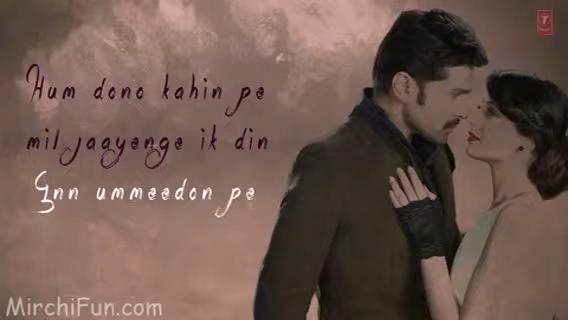 T
Hum dono kahin pe
mil jaayenge ik din
Inn ummeedon pe
MirchiFun.com